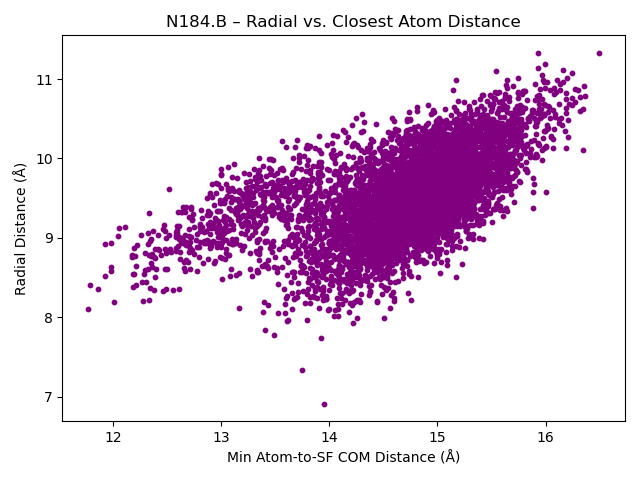 N184.B – Radial vs. Closest Atom Distance
11
10
9
8
7
Radial Distance (Å)
12 13 14 15 16
Min Atom-to-SF COM Distance (Å)